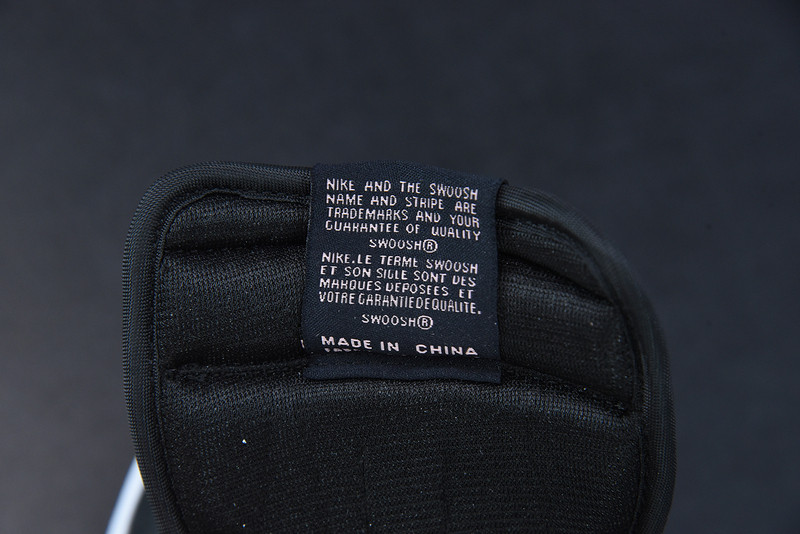 NIKE AND THE SWOOSH
NAME AND STRIPE ARE
TRADEMARKS AND YOUR
GUARANTEE OF QUALITY
SWOOSH®
NIKE.LE TERME SWOOSH
ET SON SIGLE SONT DES
MARQUES DEPOSEES ET
VOTRE GARANTIE DE QUALITE.
SWOOSH®
MADE IN CHINA